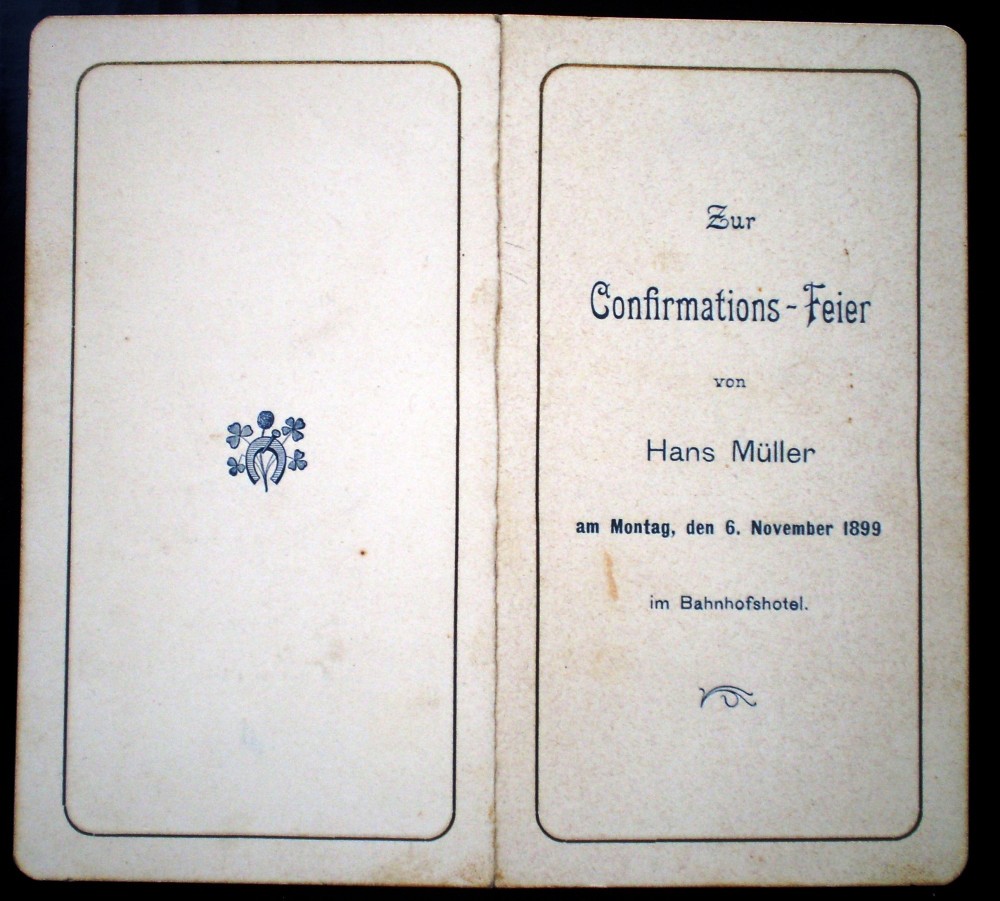 Zur
Confirmations-Feier
von
Hans Müller
am Montag, den 6. November 1899
im Bahnhofshotel.